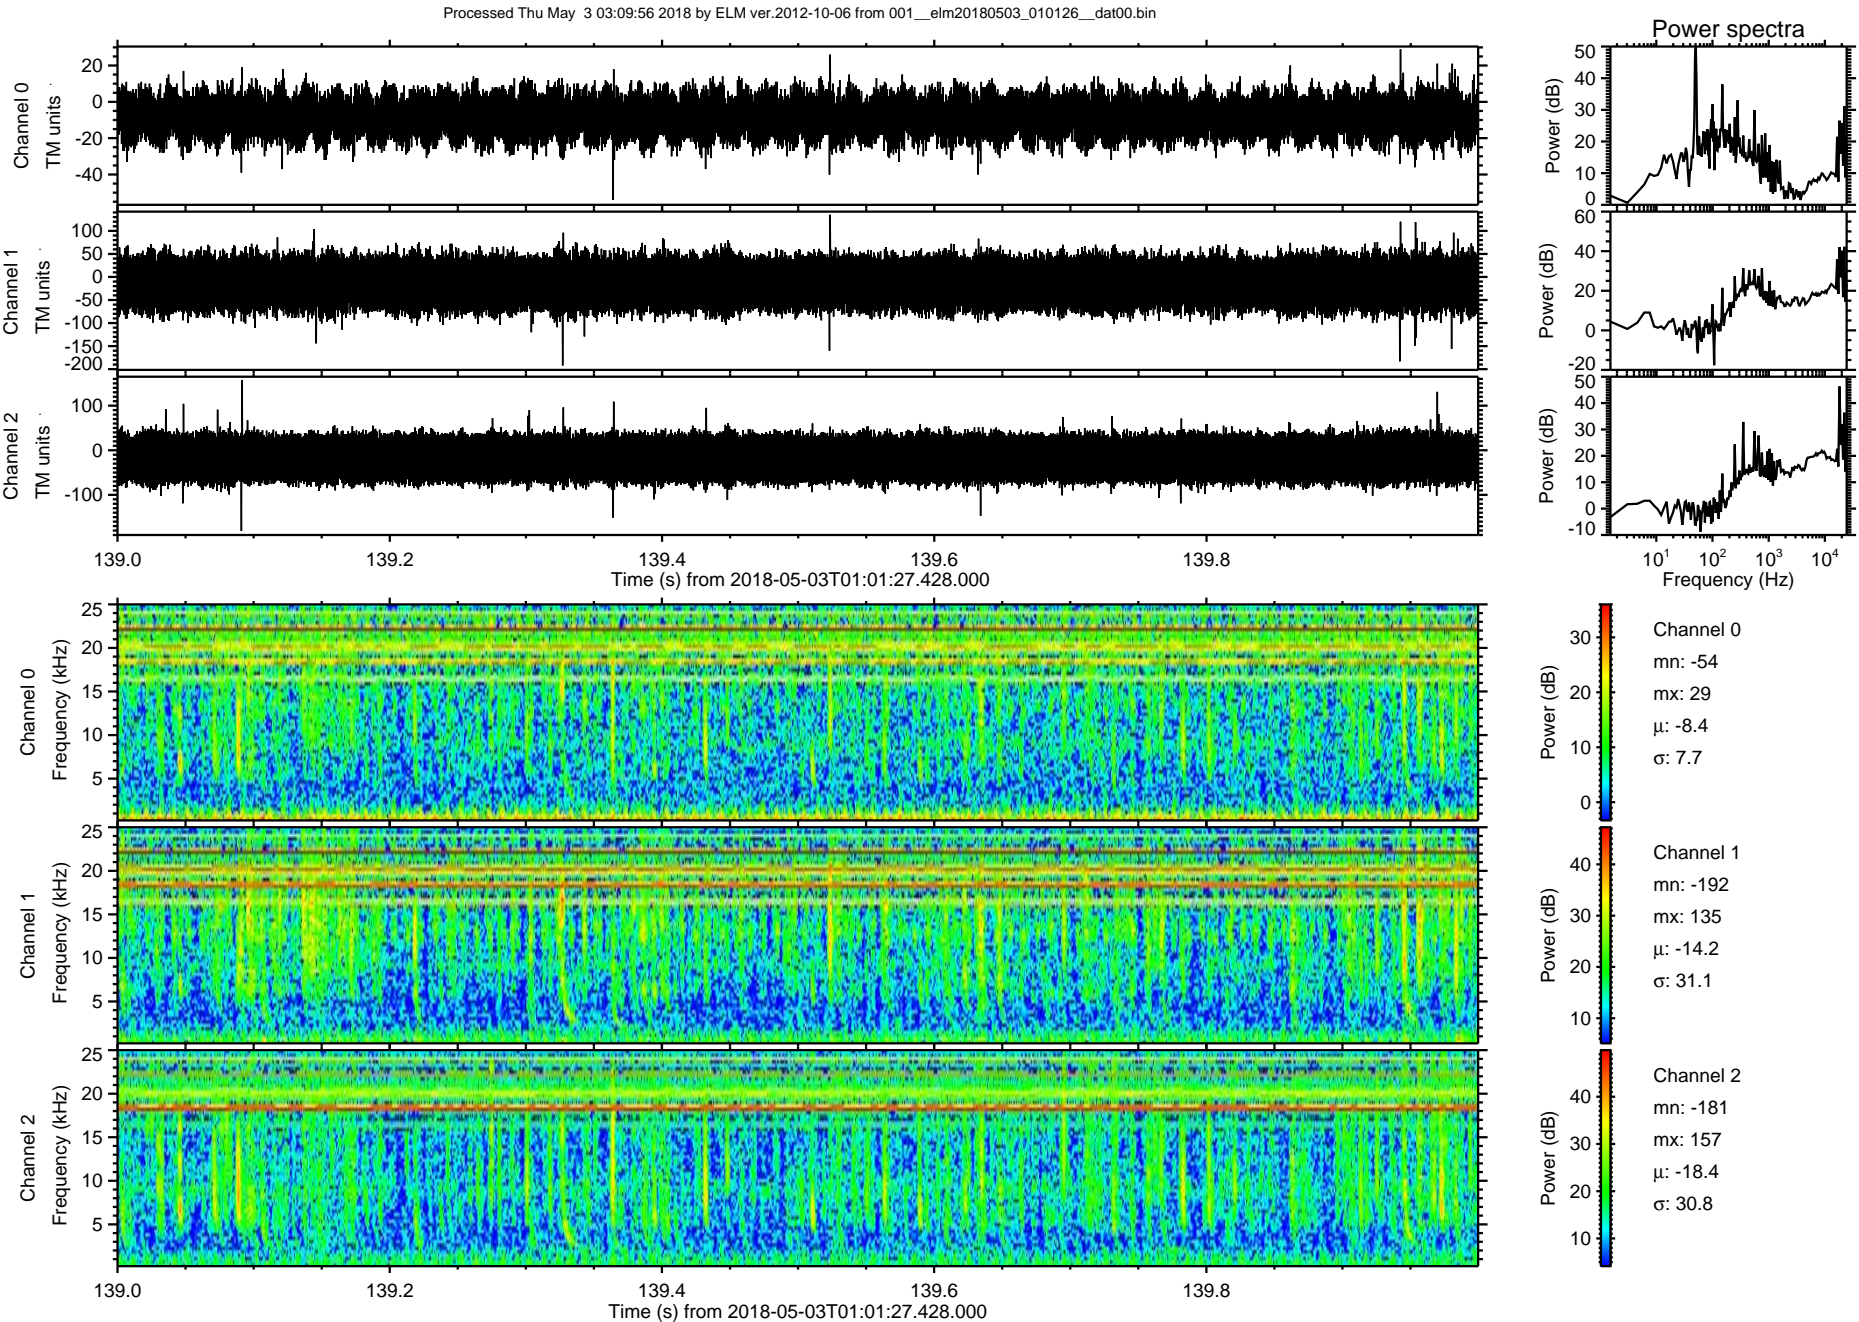 Processed Thu May  3 03:09:56 2018 by ELM ver.2012-10-06 from 001__elm20180503_010126__dat00.bin
Power spectra
Channel 0
TM units
20
0
-20
-40
Power (dB)
50
40
30
20
10
0
Channel 1
TM units
100
50
0
-50
-100
-150
-200
Power (dB)
60
40
20
0
-20
Channel 2
TM units
100
0
-100
Power (dB)
50
40
30
20
10
0
-10
139.0 139.2 139.4 139.6 139.8
Time (s) from 2018-05-03T01:01:27.428.000
10^1 10^2 10^3 10^4
Frequency (Hz)
Channel 0
Frequency (kHz)
25
20
15
10
5
Power (dB)
30
20
10
0
Channel 0
mn: -54
mx: 29
μ: -8.4
σ: 7.7
Channel 1
Frequency (kHz)
25
20
15
10
5
Power (dB)
40
30
20
10
Channel 1
mn: -192
mx: 135
μ: -14.2
σ: 31.1
Channel 2
Frequency (kHz)
25
20
15
10
5
Power (dB)
40
30
20
10
Channel 2
mn: -181
mx: 157
μ: -18.4
σ: 30.8
139.0 139.2 139.4 139.6 139.8
Time (s) from 2018-05-03T01:01:27.428.000